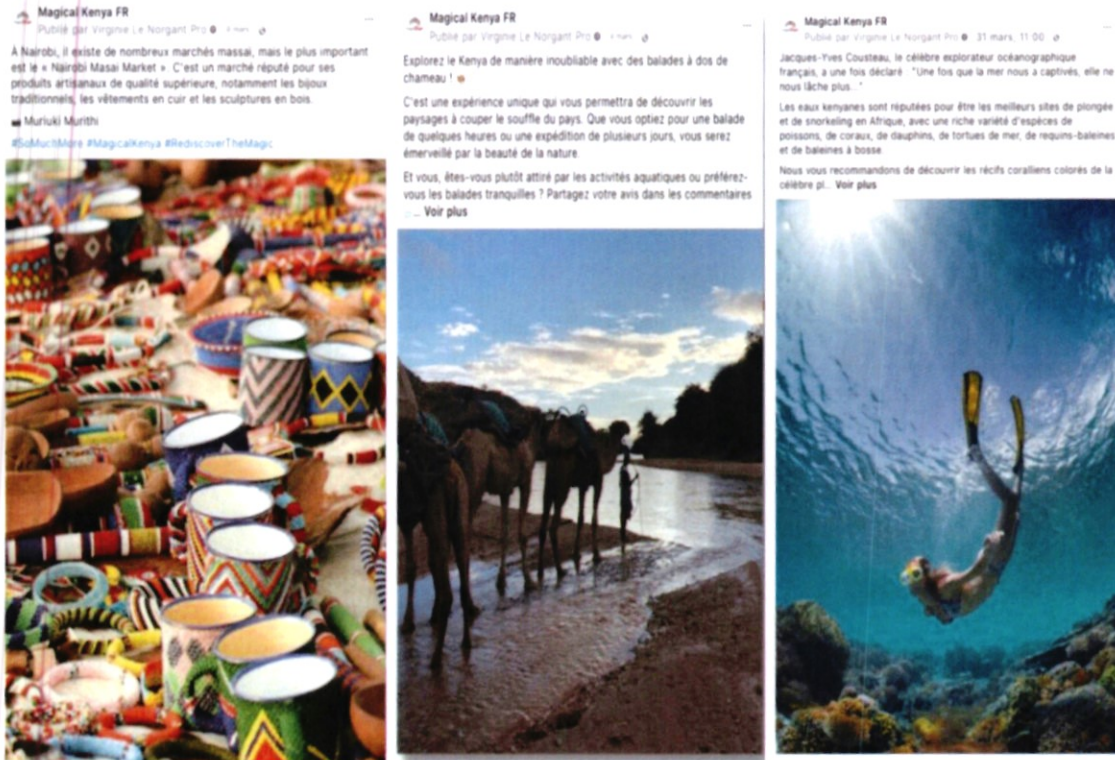 Magical Kenya FR
Publié par Virginie Le Norgant Pro
À Nairobi, il existe de nombreux marchés massaï, mais le plus important
est le « Nairobi Masai Market ». C'est un marché réputé pour ses
produits artisanaux de qualité supérieure, notamment les bijoux
traditionnels, les vêtements en cuir et les sculptures en bois.
Muriuki Murithi
#SoMuchMore #MagicalKenya #RediscoverTheMagic
Magical Kenya FR
Publié par Virginie Le Norgant Pro
Explorez le Kenya de manière inoubliable avec des balades à dos de
chameau !
C'est une expérience unique qui vous permettra de découvrir les
paysages à couper le souffle du pays. Que vous optiez pour une balade
de quelques heures ou une expédition de plusieurs jours, vous serez
émerveillé par la beauté de la nature.
Et vous, êtes-vous plutôt attiré par les activités aquatiques ou préférez-
vous les balades tranquilles ? Partagez votre avis dans les commentaires
... Voir plus
Magical Kenya FR
Publié par Virginie Le Norgant Pro 31 mars, 11:00
Jacques-Yves Cousteau, le célèbre explorateur océanographique
français, a une fois déclaré : "Une fois que la mer nous a captivés, elle ne
nous lâche plus..."
Les eaux kenyanes sont réputées pour être les meilleurs sites de plongée
et de snorkeling en Afrique, avec une riche variété d'espèces de
poissons, de coraux, de dauphins, de tortues de mer, de requins-baleines
et de baleines à bosse.
Nous vous recommandons de découvrir les récifs coralliens colorés de la
célèbre pl... Voir plus